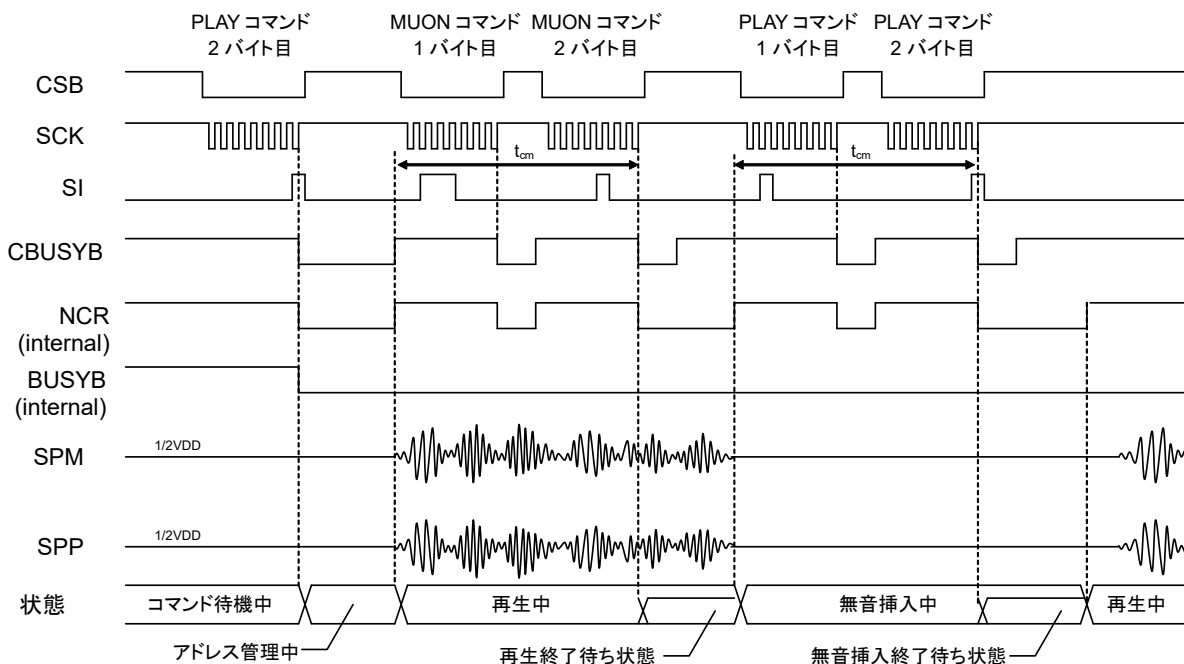 PLAY コマンド
2 バイト目
MUON コマンド
1 バイト目
MUON コマンド
2 バイト目
PLAY コマンド
1 バイト目
PLAY コマンド
2 バイト目
CSB
SCK
tcm
tcm
SI
CBUSYB
NCR
(internal)
BUSYB
(internal)
1/2VDD
SPM
1/2VDD
SPP
状態
コマンド待機中
再生中
無音挿入中
再生中
アドレス管理中
再生終了待ち状態
無音挿入終了待ち状態